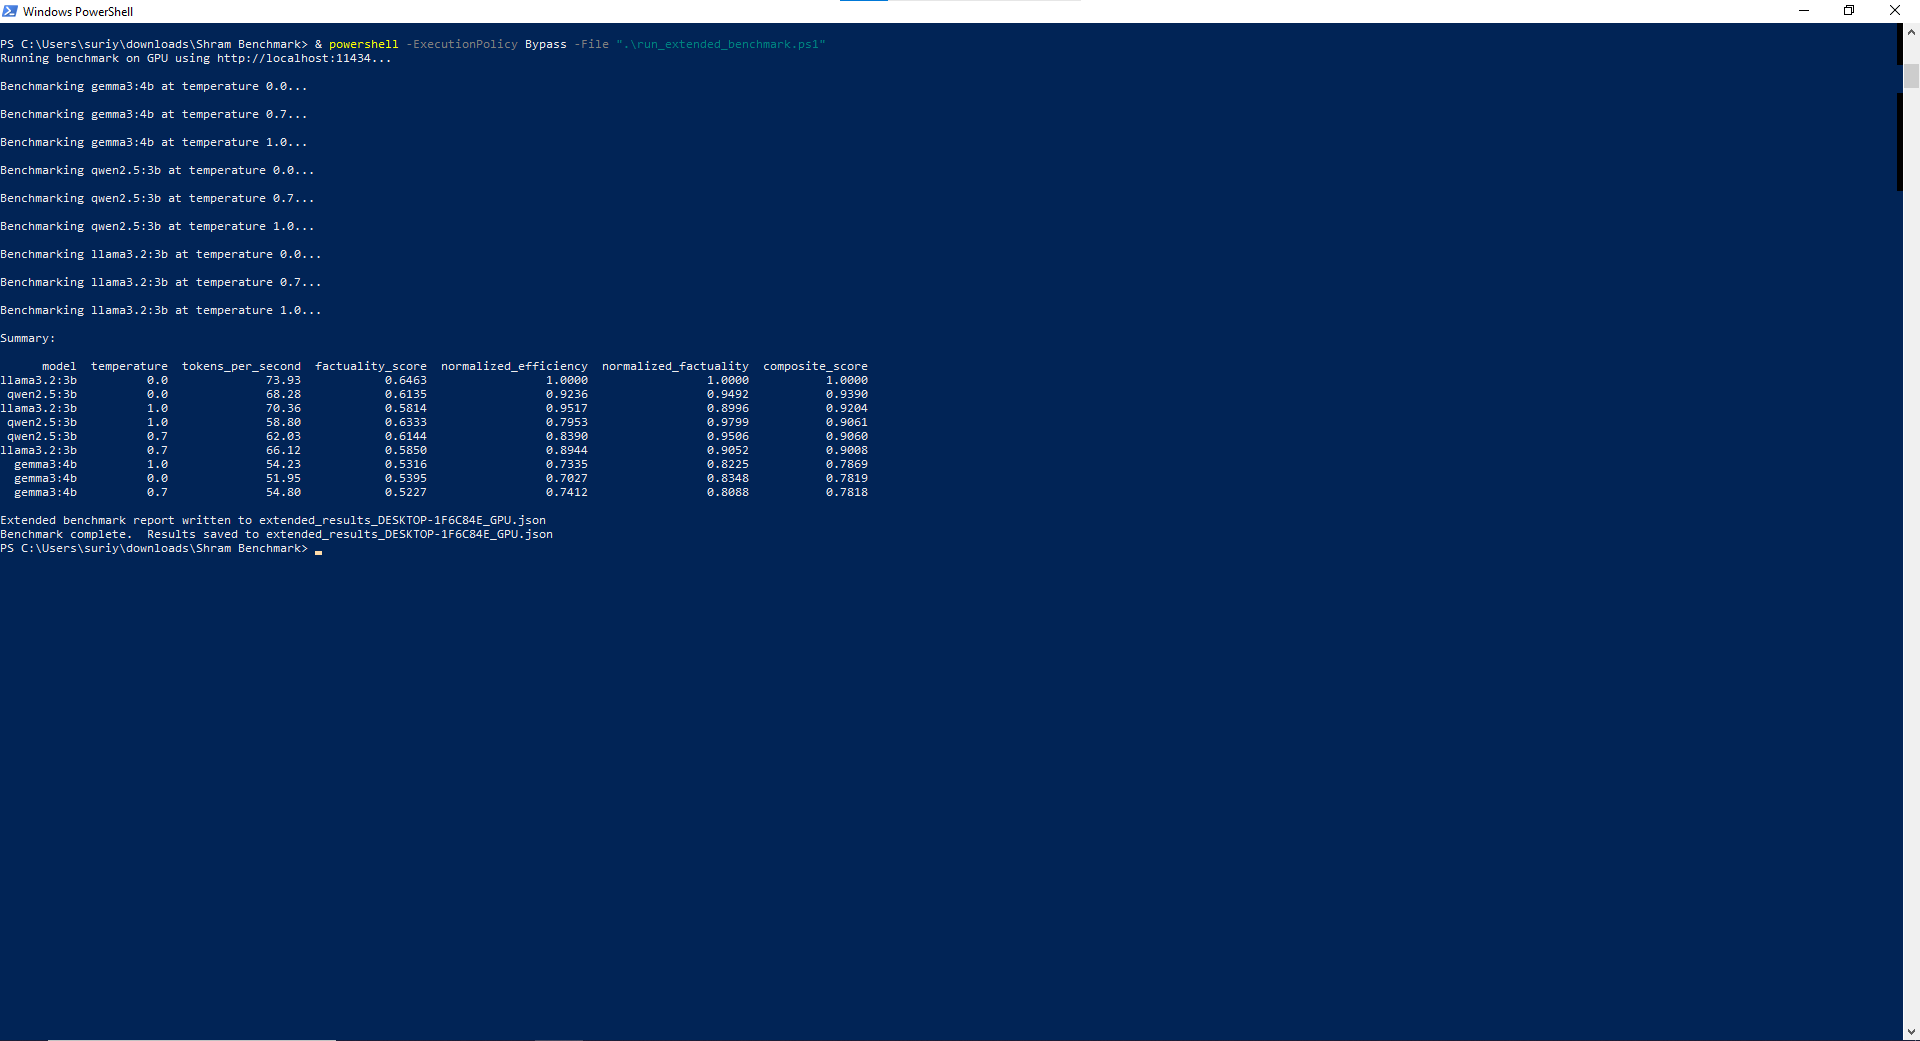 Windows PowerShell
PS C:\Users\suriy\downloads\Shram Benchmark> & powershell -ExecutionPolicy Bypass -File ".\run_extended_benchmark.ps1"
Running benchmark on GPU using http://localhost:11434...
Benchmarking gemma3:4b at temperature 0.0...
Benchmarking gemma3:4b at temperature 0.7...
Benchmarking gemma3:4b at temperature 1.0...
Benchmarking qwen2.5:3b at temperature 0.0...
Benchmarking qwen2.5:3b at temperature 0.7...
Benchmarking qwen2.5:3b at temperature 1.0...
Benchmarking llama3.2:3b at temperature 0.0...
Benchmarking llama3.2:3b at temperature 0.7...
Benchmarking llama3.2:3b at temperature 1.0...
Summary:
model temperature tokens_per_second factuality_score normalized_efficiency normalized_factuality composite_score
llama3.2:3b 0.0 73.93 0.6463 1.0000 1.0000 1.0000
qwen2.5:3b 0.0 68.28 0.6135 0.9236 0.9492 0.9390
llama3.2:3b 1.0 70.36 0.5814 0.9517 0.8996 0.9204
qwen2.5:3b 1.0 58.80 0.6333 0.7953 0.9799 0.9061
qwen2.5:3b 0.7 62.03 0.6144 0.8390 0.9506 0.9060
llama3.2:3b 0.7 66.12 0.5850 0.8944 0.9052 0.9008
gemma3:4b 1.0 54.23 0.5316 0.7335 0.8225 0.7869
gemma3:4b 0.0 51.95 0.5395 0.7027 0.8348 0.7819
gemma3:4b 0.7 54.80 0.5227 0.7412 0.8088 0.7818
Extended benchmark report written to extended_results_DESKTOP-1F6C84E_GPU.json
Benchmark complete.  Results saved to extended_results_DESKTOP-1F6C84E_GPU.json
PS C:\Users\suriy\downloads\Shram Benchmark>